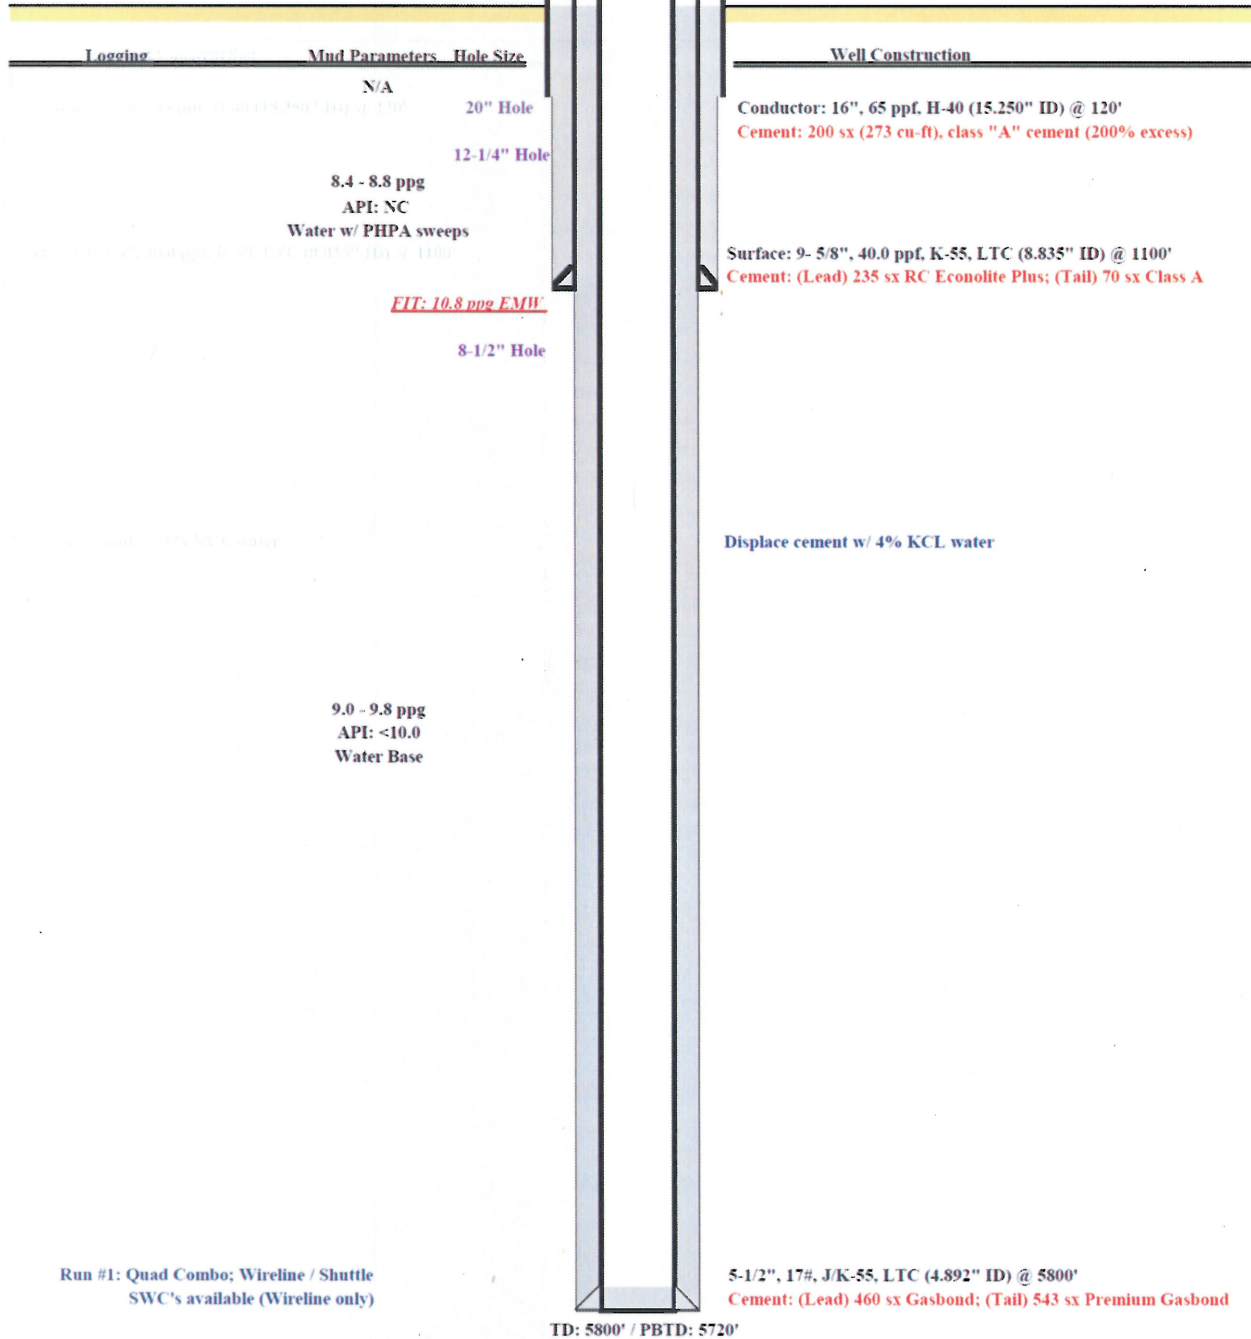 Logging Mud Parameters Hole Size Well Construction
N/A
20" Hole
Conductor: 16", 65 ppf, H-40 (15.250" ID) @ 120'
Cement: 200 sx (273 cu-ft), class "A" cement (200% excess)
12-1/4" Hole
8.4 - 8.8 ppg
API: NC
Water w/ PHPA sweeps
Surface: 9- 5/8", 40.0 ppf, K-55, LTC (8.835" ID) @ 1100'
Cement: (Lead) 235 sx RC Econolite Plus; (Tail) 70 sx Class A
FIT: 10.8 ppg EMW
8-1/2" Hole
Displace cement w/ 4% KCL water
9.0 - 9.8 ppg
API: <10.0
Water Base
Run #1: Quad Combo; Wireline / Shuttle
SWC's available (Wireline only)
5-1/2", 17#, J/K-55, LTC (4.892" ID) @ 5800'
Cement: (Lead) 460 sx Gasbond; (Tail) 543 sx Premium Gasbond
TD: 5800' / PBTD: 5720'